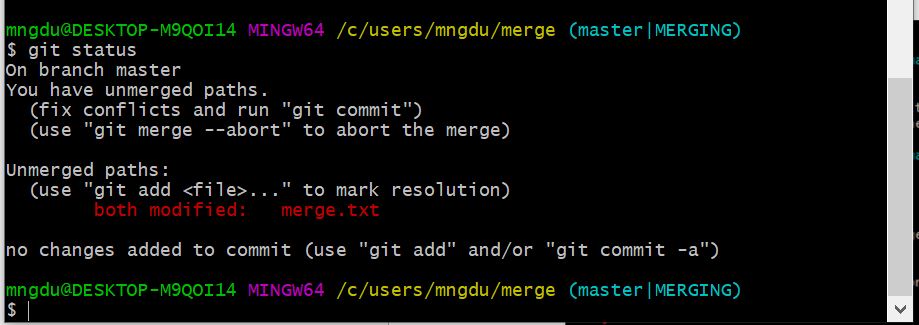 mngdu@DESKTOP-M9QOI14 MINGW64 /c/users/mngdu/merge (master|MERGING)
$ git status
On branch master
You have unmerged paths.
  (fix conflicts and run "git commit")
  (use "git merge --abort" to abort the merge)

Unmerged paths:
  (use "git add <file>..." to mark resolution)
        both modified:   merge.txt

no changes added to commit (use "git add" and/or "git commit -a")

mngdu@DESKTOP-M9QOI14 MINGW64 /c/users/mngdu/merge (master|MERGING)
$